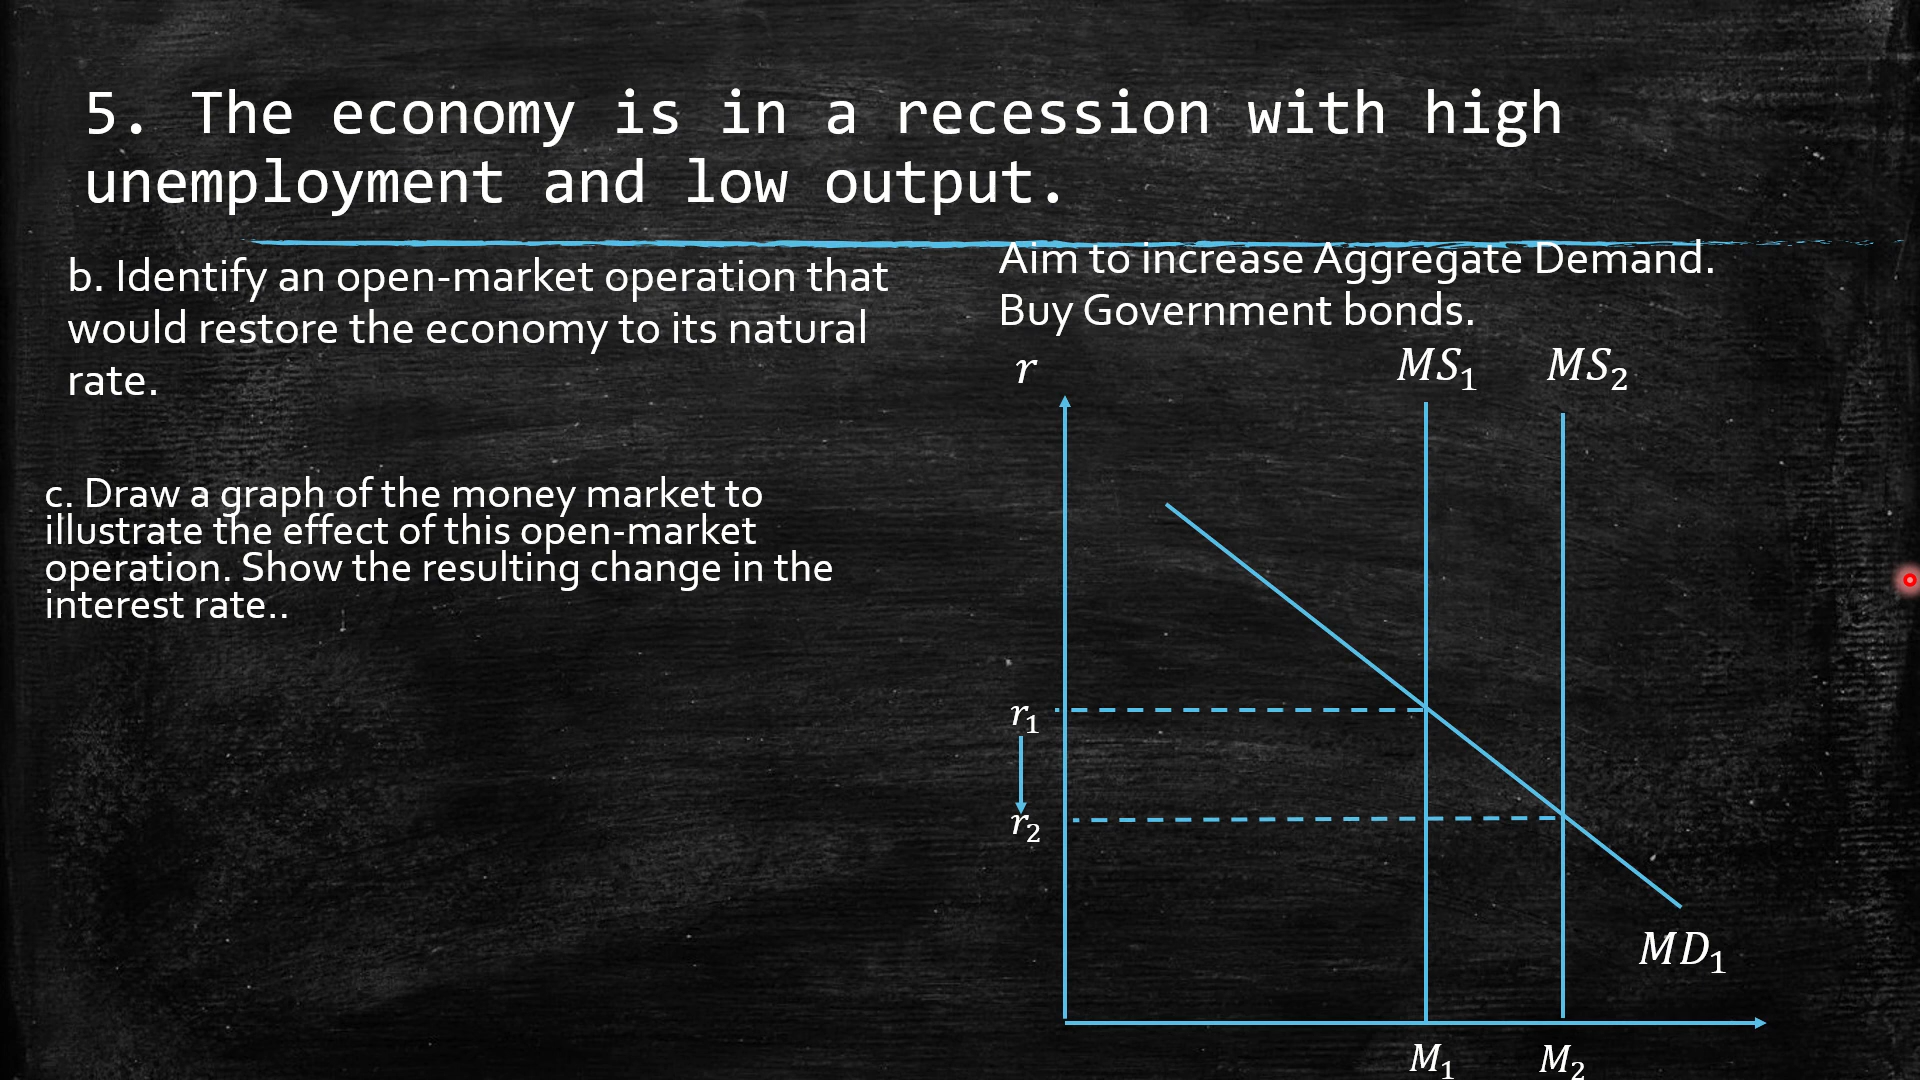 5. The economy is in a recession with high
unemployment and low output.
b. Identify an open-market operation that
would restore the economy to its natural
rate.
c. Draw a graph of the money market to
illustrate the effect of this open-market
operation. Show the resulting change in the
interest rate..
Aim to increase Aggregate Demand.
Buy Government bonds.
r
MS₁
MS₂
r₁
r₂
MD₁
M₁
M₂